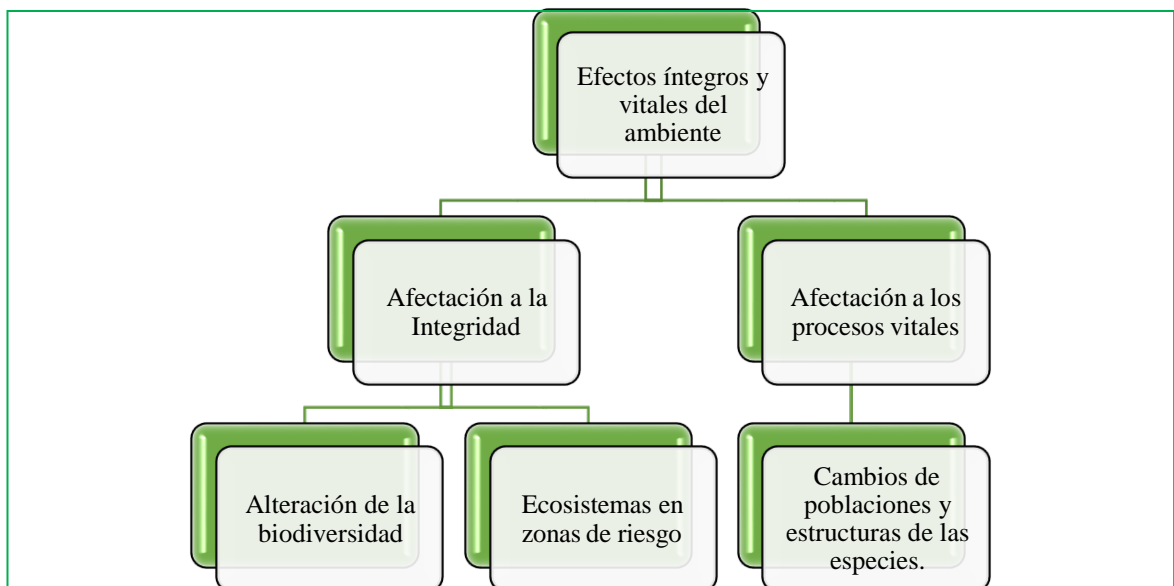 Efectos íntegros y
vitales del
ambiente
Afectación a la
Integridad
Afectación a los
procesos vitales
Alteración de la
biodiversidad
Ecosistemas en
zonas de riesgo
Cambios de
poblaciones y
estructuras de las
especies.